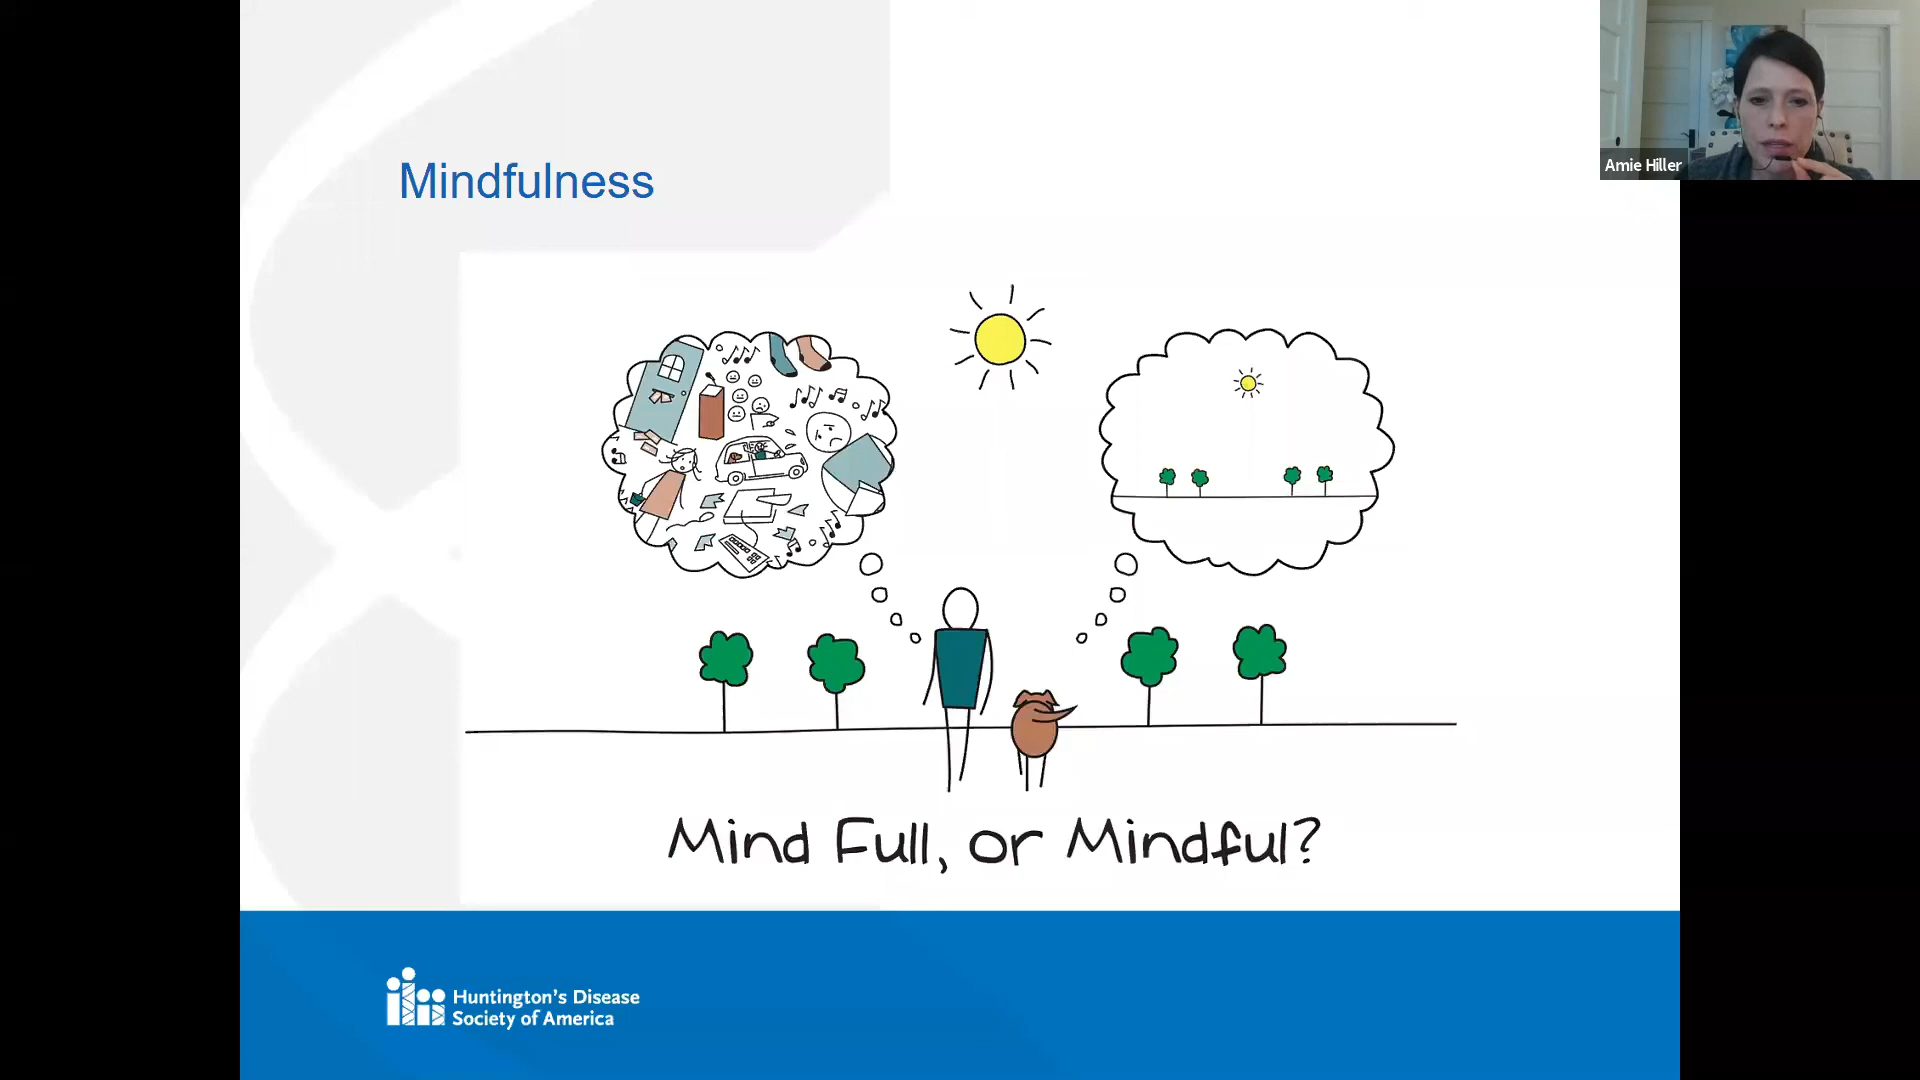 Mindfulness
Amie Hiller
Mind Full, or Mindful?
Huntington's Disease
Society of America